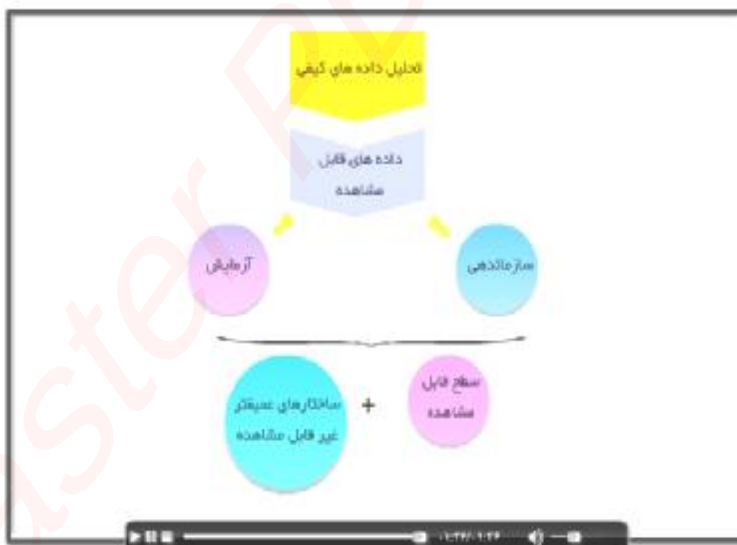 تحلیل داده های کیفی
داده های قابل
مشاهده
آزمایش
سازماندهی
ساختارهای عمیقتر
غیر قابل مشاهده
+
سطح قابل
مشاهده